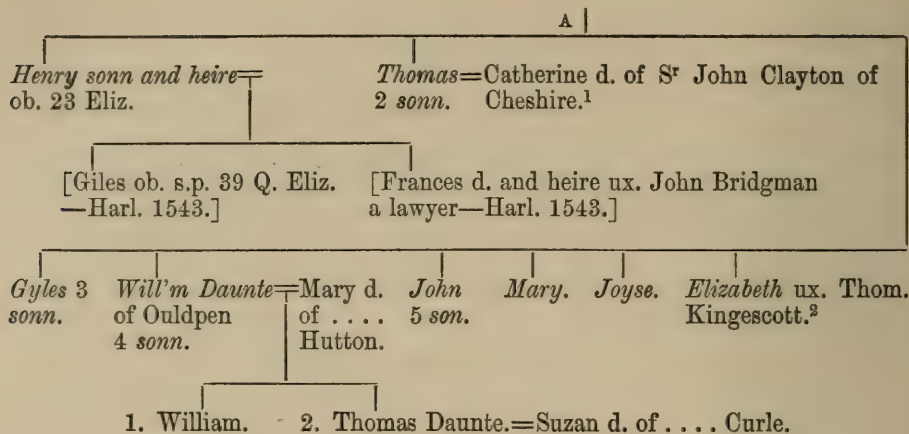 A
Henry sonn and heire
ob. 23 Eliz.
Thomas=Catherine d. of Sʳ John Clayton of
2 sonn. Cheshire.¹
[Giles ob. s.p. 39 Q. Eliz.
—Harl. 1543.]
[Frances d. and heire ux. John Bridgman
a lawyer—Harl. 1543.]
Gyles 3
sonn.
Will'm Daunte=Mary d.
of Ouldpen of ....
4 sonn. Hutton.
John
5 son.
Mary.
Joyse.
Elizabeth ux. Thom.
Kingescott.²
1. William. 2. Thomas Daunte.=Suzan d. of .... Curle.